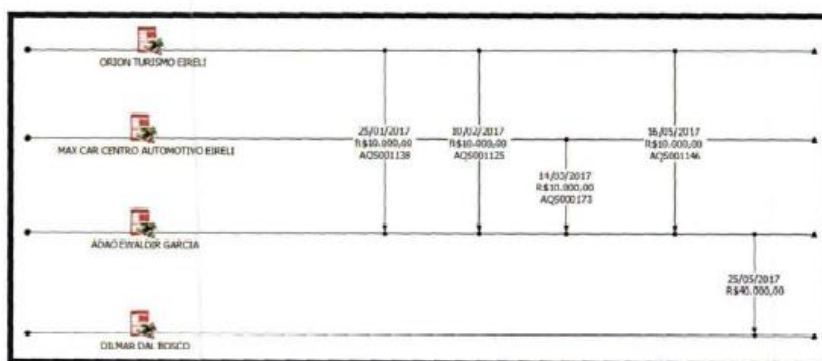 ORION TURISMO EIRELI
25/01/2017
R$10.000,00
AQS001138
10/02/2017
R$10.000,00
AQS001125
16/05/2017
R$10.000,00
AQS001146
MAX CAR CENTRO AUTOMOTIVO EIRELI
14/03/2017
R$10.000,00
AQS000173
ADAO EWALDIR GARCIA
25/05/2017
R$40.000,00
DILMAR DAL BOSCO